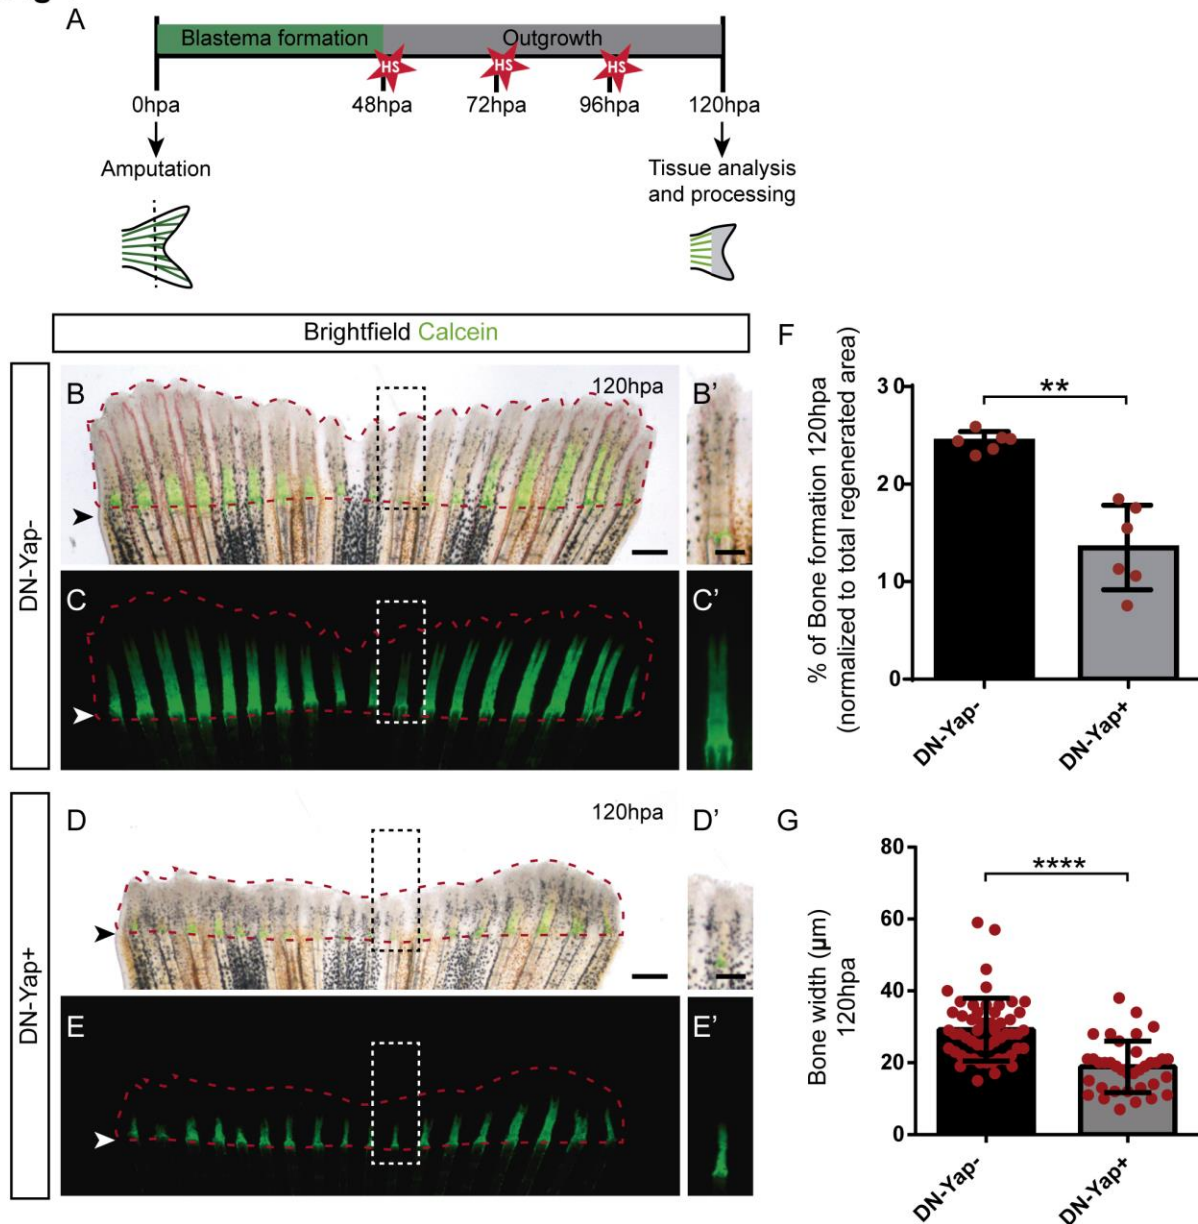 A
Blastema formation
Outgrowth
HS
HS
HS
0hpa
48hpa
72hpa
96hpa
120hpa
Amputation
Tissue analysis
and processing
Brightfield Calcein
DN-Yap-
B
120hpa
B'
C
C'
F
% of Bone formation 120hpa
(normalized to total regenerated area)
30
20
10
0
**
DN-Yap-
DN-Yap+
DN-Yap+
D
120hpa
D'
E
E'
G
Bone width (µm)
120hpa
80
60
40
20
0
****
DN-Yap-
DN-Yap+